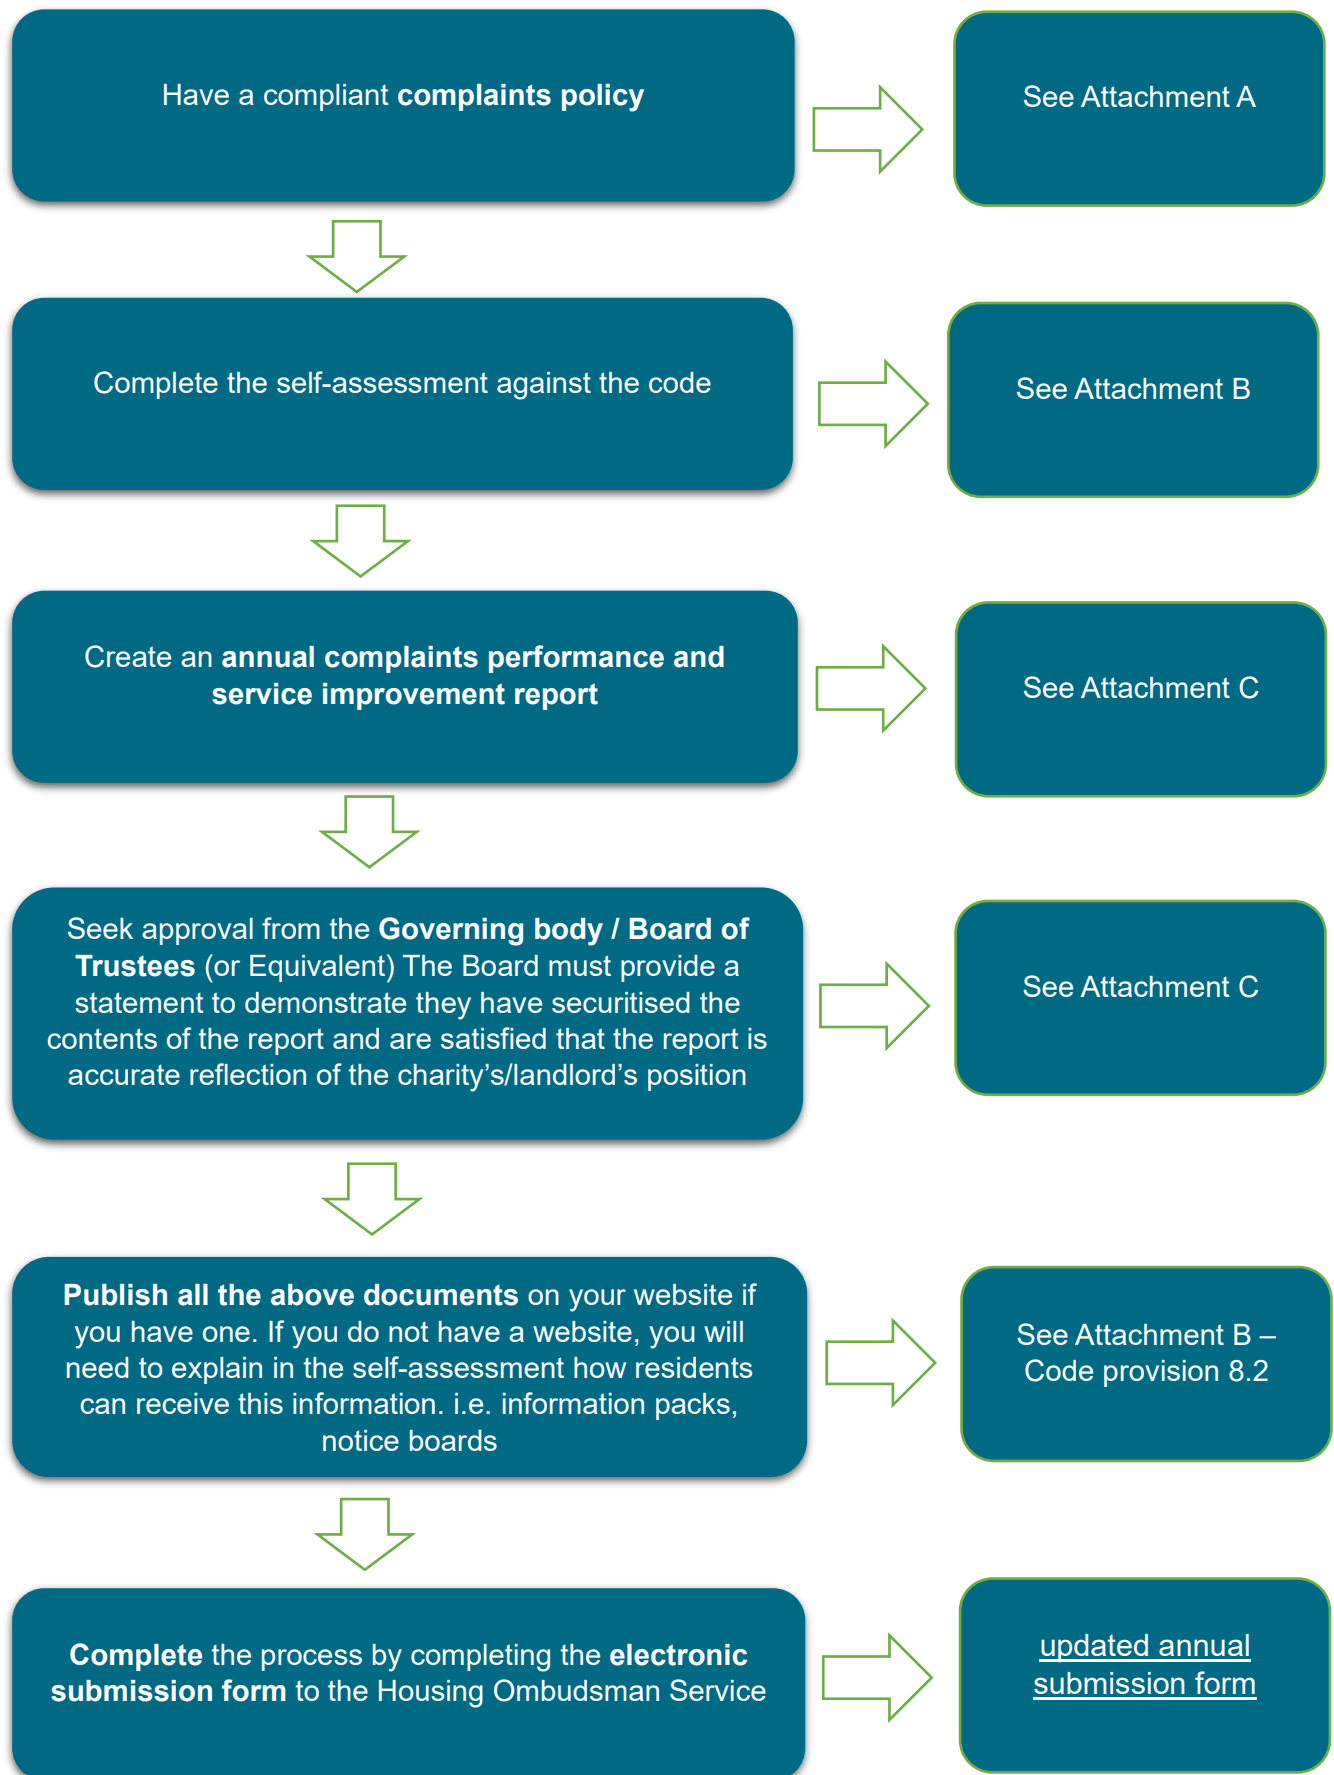 Have a compliant complaints policy
See Attachment A
Complete the self-assessment against the code
See Attachment B
Create an annual complaints performance and
service improvement report
See Attachment C
Seek approval from the Governing body / Board of
Trustees (or Equivalent) The Board must provide a
statement to demonstrate they have securitised the
contents of the report and are satisfied that the report is
accurate reflection of the charity’s/landlord’s position
See Attachment C
Publish all the above documents on your website if
you have one. If you do not have a website, you will
need to explain in the self-assessment how residents
can receive this information. i.e. information packs,
notice boards
See Attachment B –
Code provision 8.2
Complete the process by completing the electronic
submission form to the Housing Ombudsman Service
updated annual
submission form